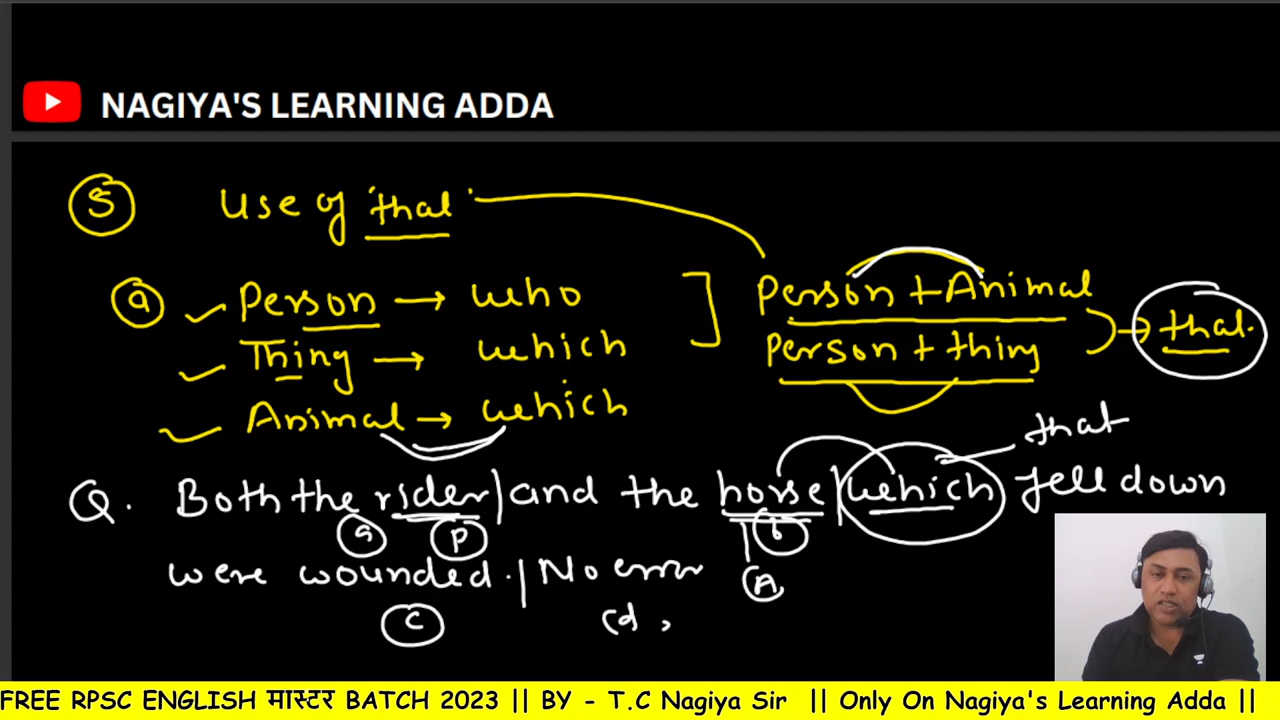 NAGIYA'S LEARNING ADDA
5 Use of that
a Person → who
Thing → which
Animal → which
Person + Animal
Person + thing
→ that.
that
Q. Both the rider | and the horse | which fell down
a P b
were wounded. | No error A
c (d)
FREE RPSC ENGLISH मास्टर BATCH 2023 || BY - T.C Nagiya Sir || Only On Nagiya's Learning Adda ||